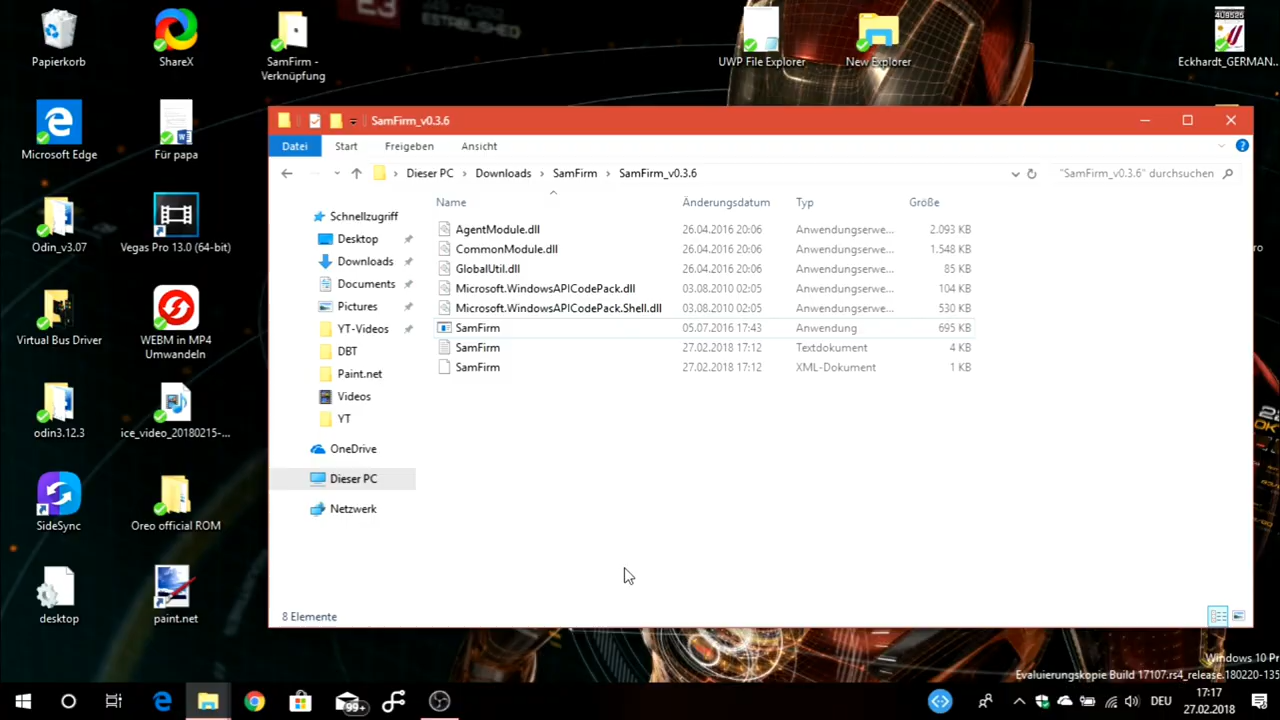 ESTABLISHED
Papierkorb
ShareX
SamFirm -
Verknüpfung
UWP File Explorer
New Explorer
Eckhardt_GERMAN...
Microsoft Edge
Für papa
Odin_v3.07
Vegas Pro 13.0 (64-bit)
Virtual Bus Driver
WEBM in MP4
Umwandeln
odin3.12.3
ice_video_20180215-...
SideSync
Oreo official ROM
desktop
paint.net
SamFirm_v0.3.6
Datei Start Freigeben Ansicht
Dieser PC Downloads SamFirm SamFirm_v0.3.6
"SamFirm_v0.3.6" durchsuchen
Schnellzugriff
Desktop
Downloads
Documents
Pictures
YT-Videos
DBT
Paint.net
Videos
YT
OneDrive
Dieser PC
Netzwerk
Name Änderungsdatum Typ Größe
AgentModule.dll 26.04.2016 20:06 Anwendungserwe... 2.093 KB
CommonModule.dll 26.04.2016 20:06 Anwendungserwe... 1.548 KB
GlobalUtil.dll 26.04.2016 20:06 Anwendungserwe... 85 KB
Microsoft.WindowsAPICodePack.dll 03.08.2010 02:05 Anwendungserwe... 104 KB
Microsoft.WindowsAPICodePack.Shell.dll 03.08.2010 02:05 Anwendungserwe... 530 KB
SamFirm 05.07.2016 17:43 Anwendung 695 KB
SamFirm 27.02.2018 17:12 Textdokument 4 KB
SamFirm 27.02.2018 17:12 XML-Dokument 1 KB
8 Elemente
Windows 10 Pr
Evaluierungskopie Build 17107.rs4_release.180220-135
99+
DEU
17:17
27.02.2018